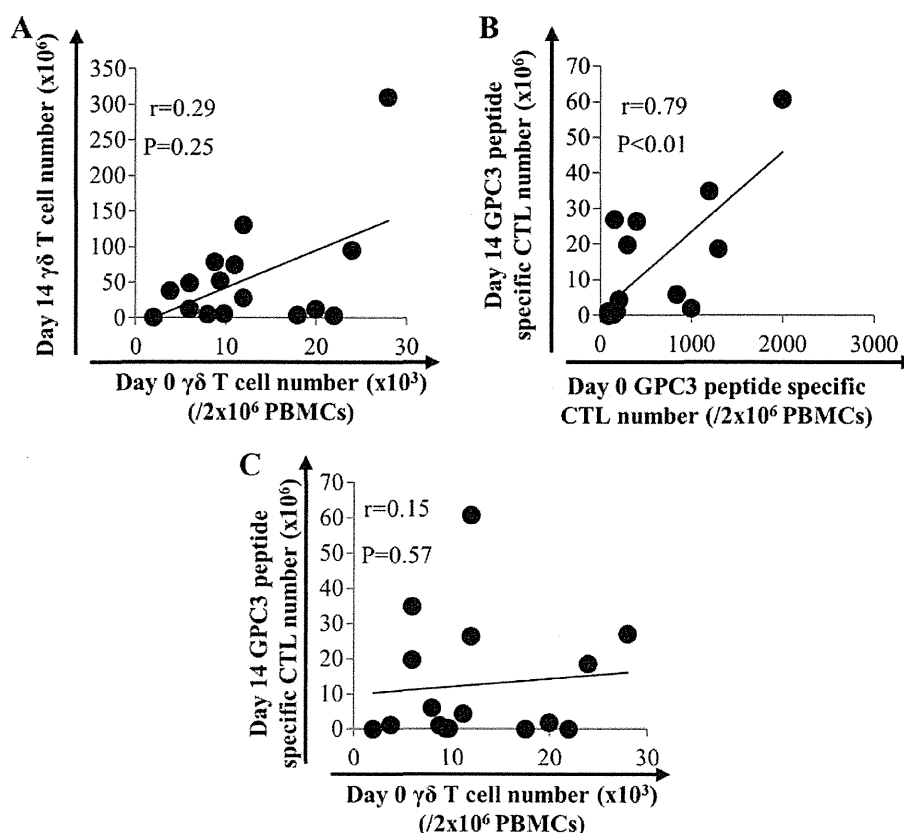 A
Day 14 γδ T cell number (x10⁶)
350
300
250
200
150
100
50
0
r=0.29
P=0.25
10
20
30
Day 0 γδ T cell number (x10³)
(/2x10⁶ PBMCs)
B
Day 14 GPC3 peptide
specific CTL number (x10⁶)
70
60
50
40
30
20
10
0
r=0.79
P<0.01
0
1000
2000
3000
Day 0 GPC3 peptide specific
CTL number (/2x10⁶ PBMCs)
C
Day 14 GPC3 peptide
specific CTL number (x10⁶)
70
60
50
40
30
20
10
0
r=0.15
P=0.57
0
10
20
30
Day 0 γδ T cell number (x10³)
(/2x10⁶ PBMCs)